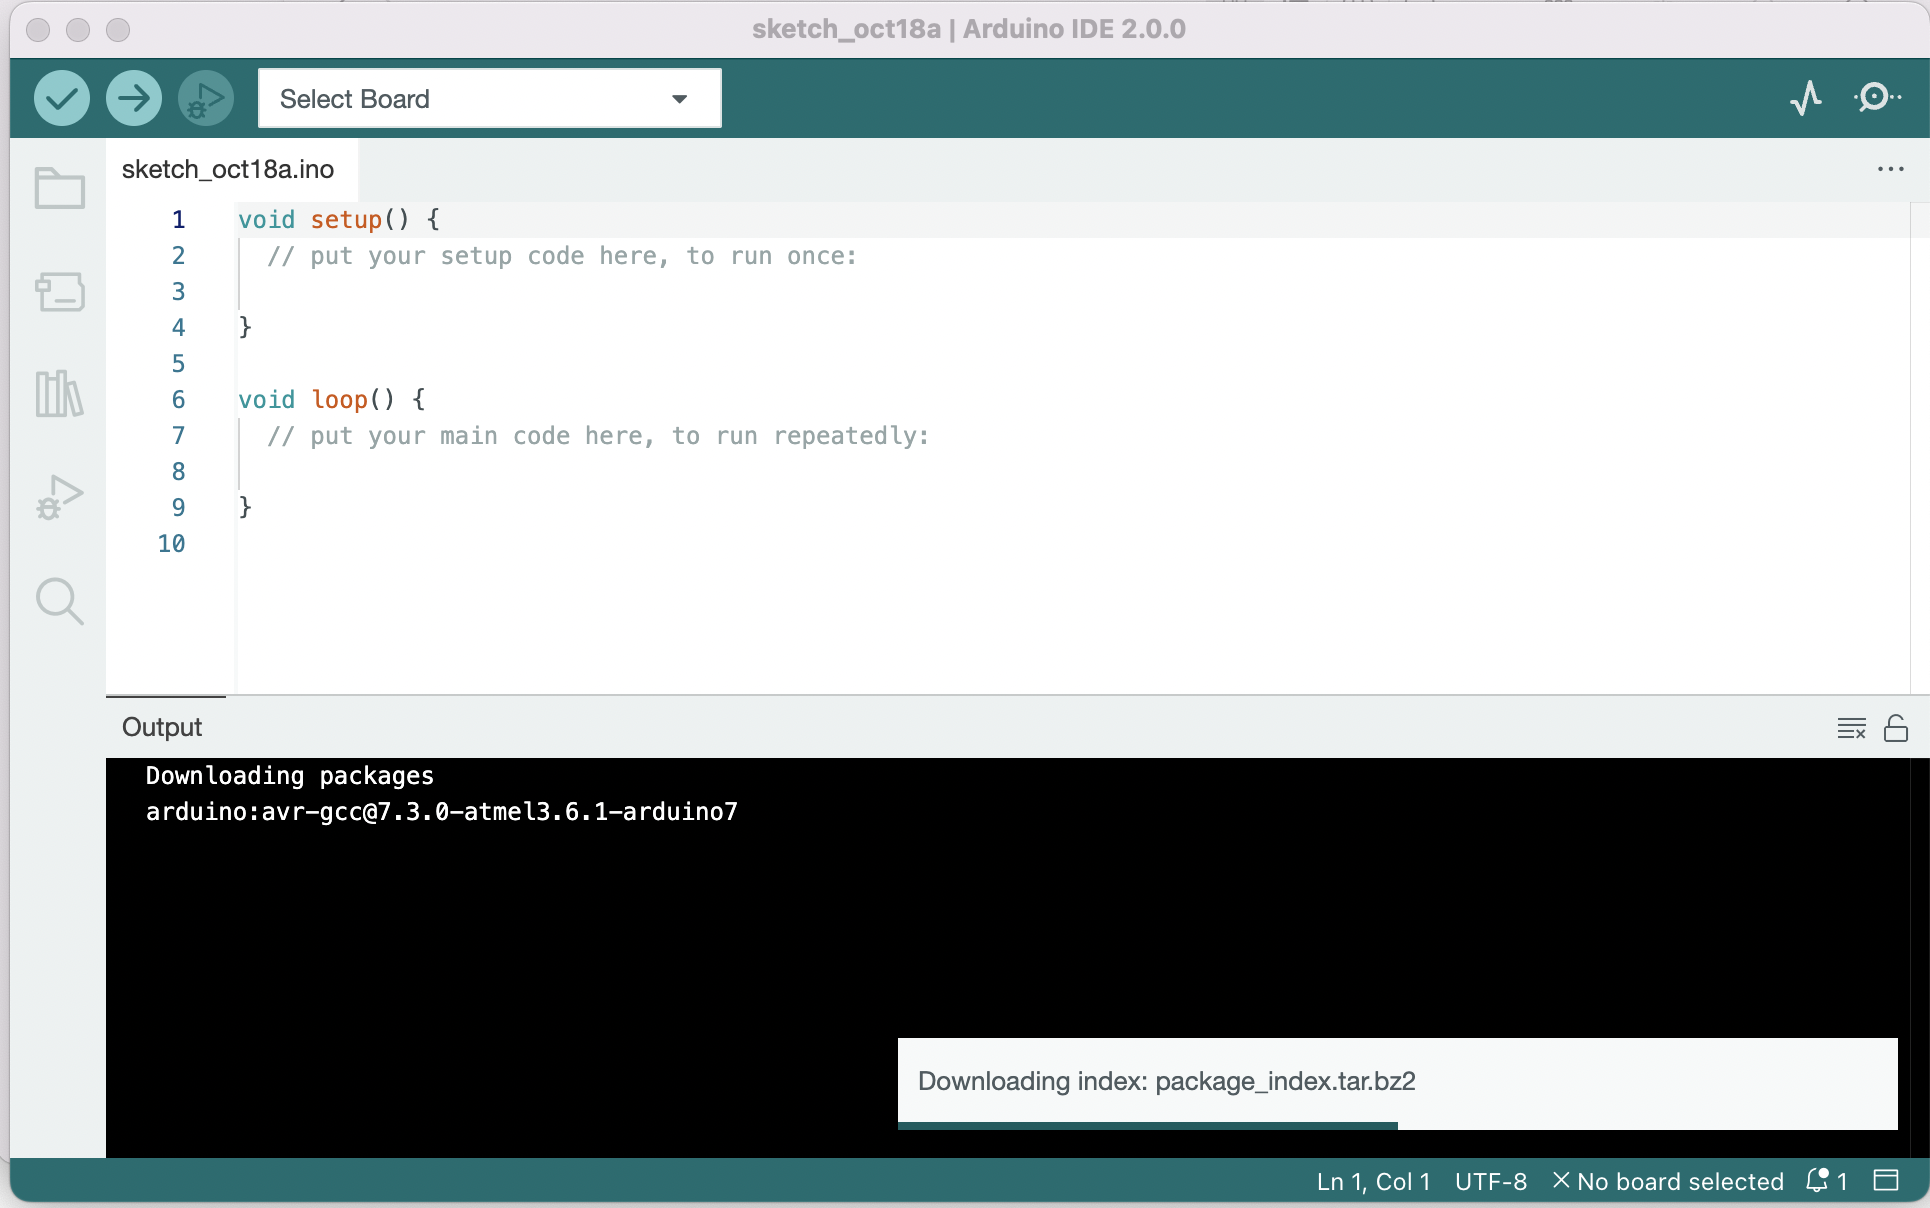 sketch_oct18a | Arduino IDE 2.0.0
Select Board
sketch_oct18a.ino
1 void setup() {
2 // put your setup code here, to run once:
3
4 }
5
6 void loop() {
7 // put your main code here, to run repeatedly:
8
9 }
10
Output
Downloading packages
arduino:avr-gcc@7.3.0-atmel3.6.1-arduino7
Downloading index: package_index.tar.bz2
Ln 1, Col 1 UTF-8 No board selected 1